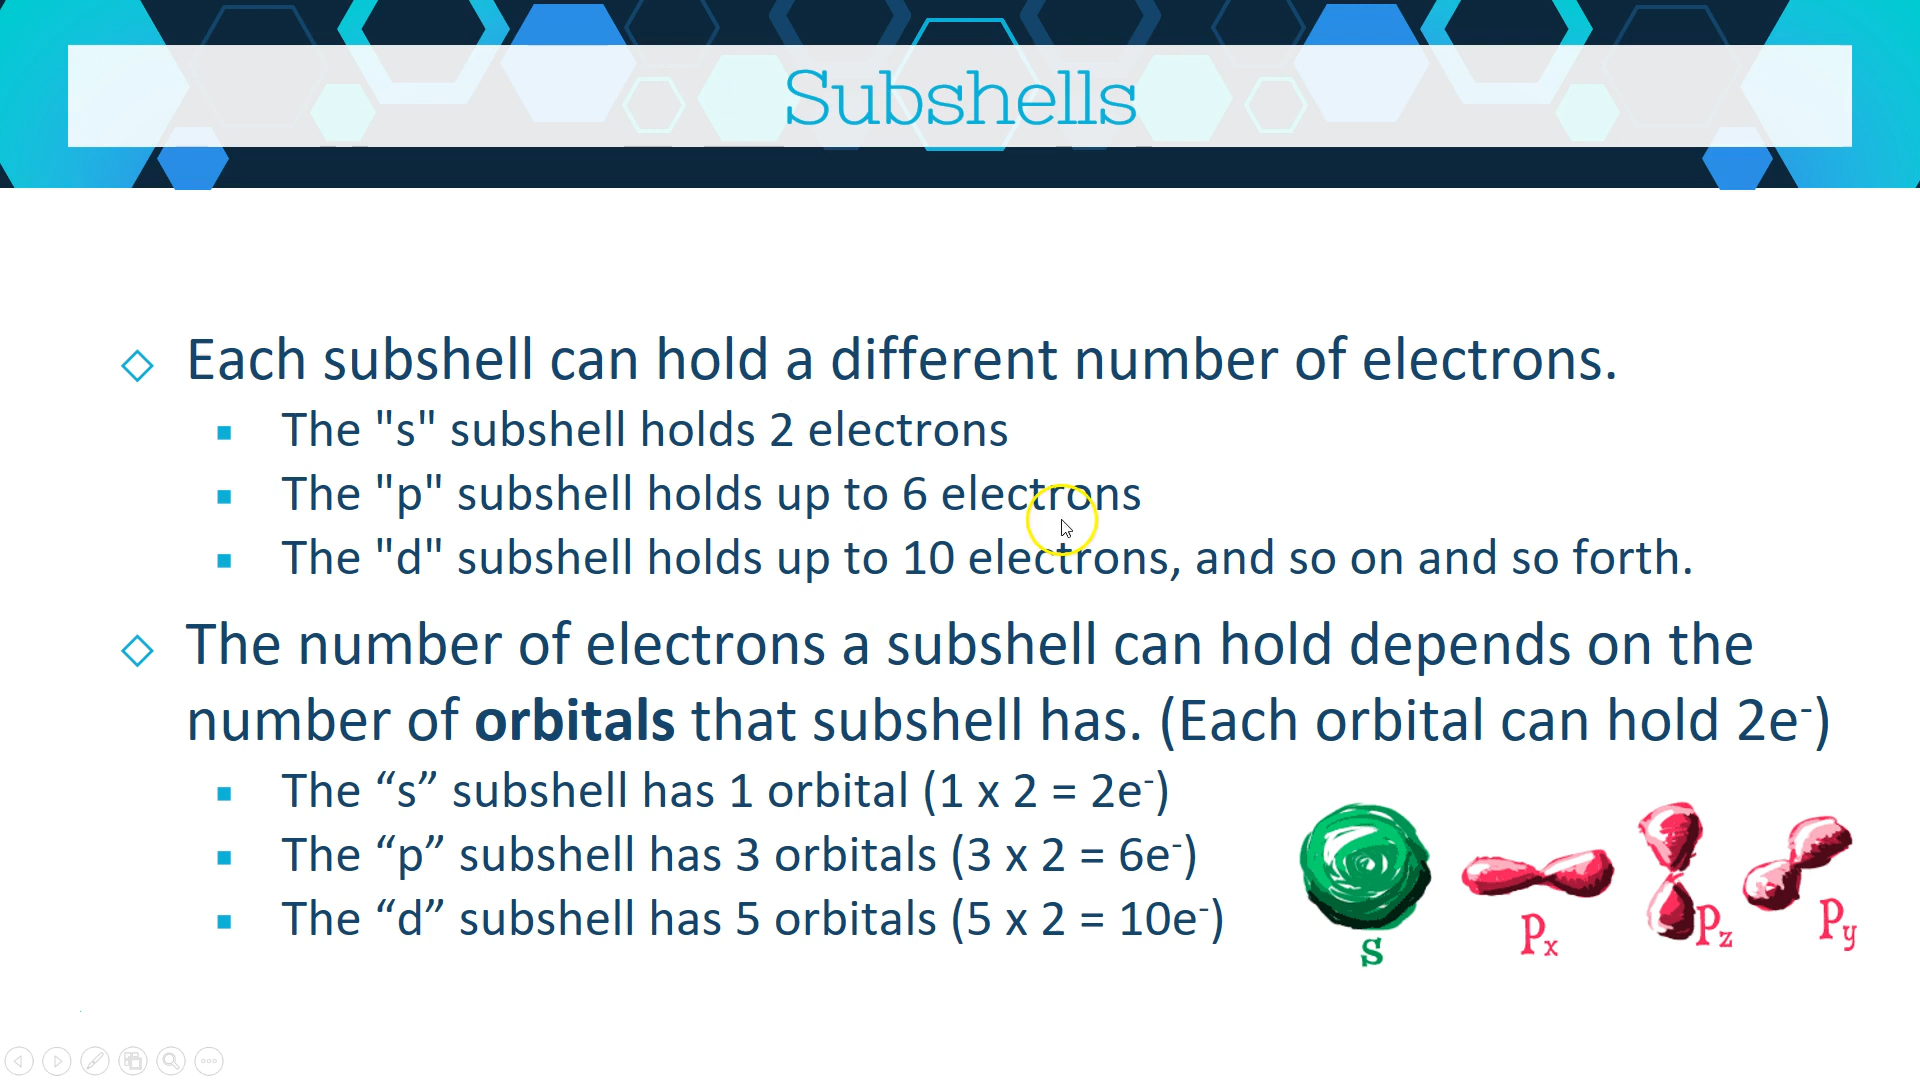 Subshells
Each subshell can hold a different number of electrons.
The "s" subshell holds 2 electrons
The "p" subshell holds up to 6 electrons
The "d" subshell holds up to 10 electrons, and so on and so forth.
The number of electrons a subshell can hold depends on the
number of orbitals that subshell has. (Each orbital can hold 2e⁻)
The “s” subshell has 1 orbital (1 x 2 = 2e⁻)
The “p” subshell has 3 orbitals (3 x 2 = 6e⁻)
The “d” subshell has 5 orbitals (5 x 2 = 10e⁻)
s
px
pz
py